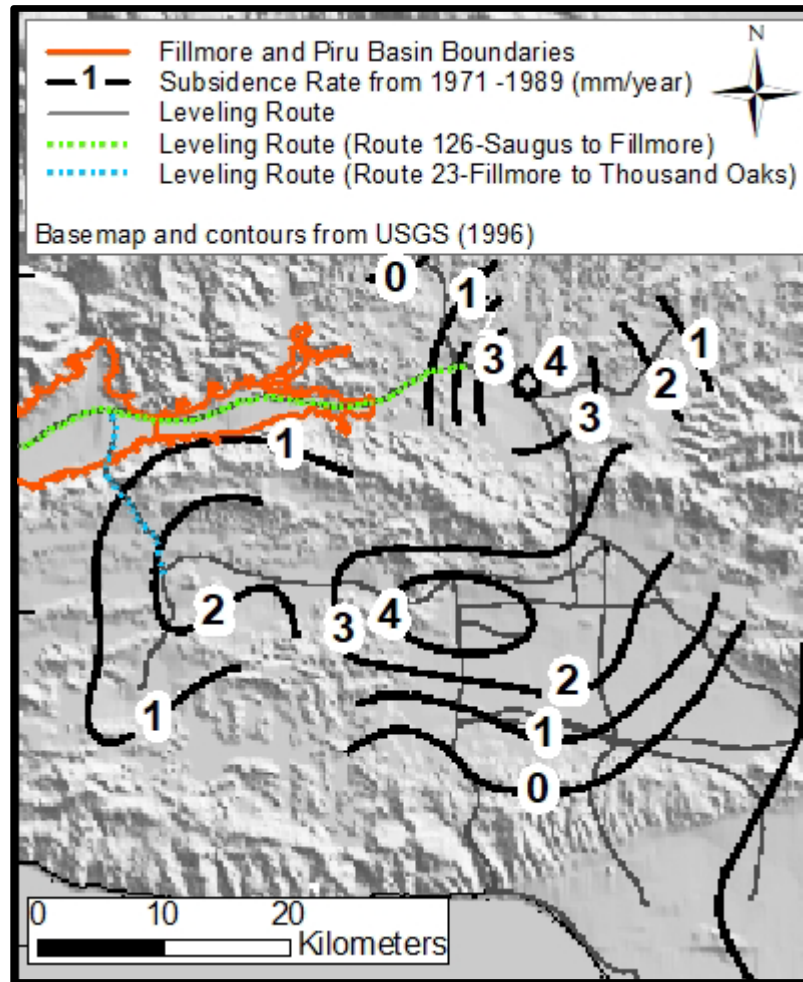 N
Fillmore and Piru Basin Boundaries
1 Subsidence Rate from 1971 -1989 (mm/year)
Leveling Route
Leveling Route (Route 126-Saugus to Fillmore)
Leveling Route (Route 23-Fillmore to Thousand Oaks)
Basemap and contours from USGS (1996)
0
1
3
4
1
2
3
1
2
4
3
2
1
1
0
0 10 20
Kilometers